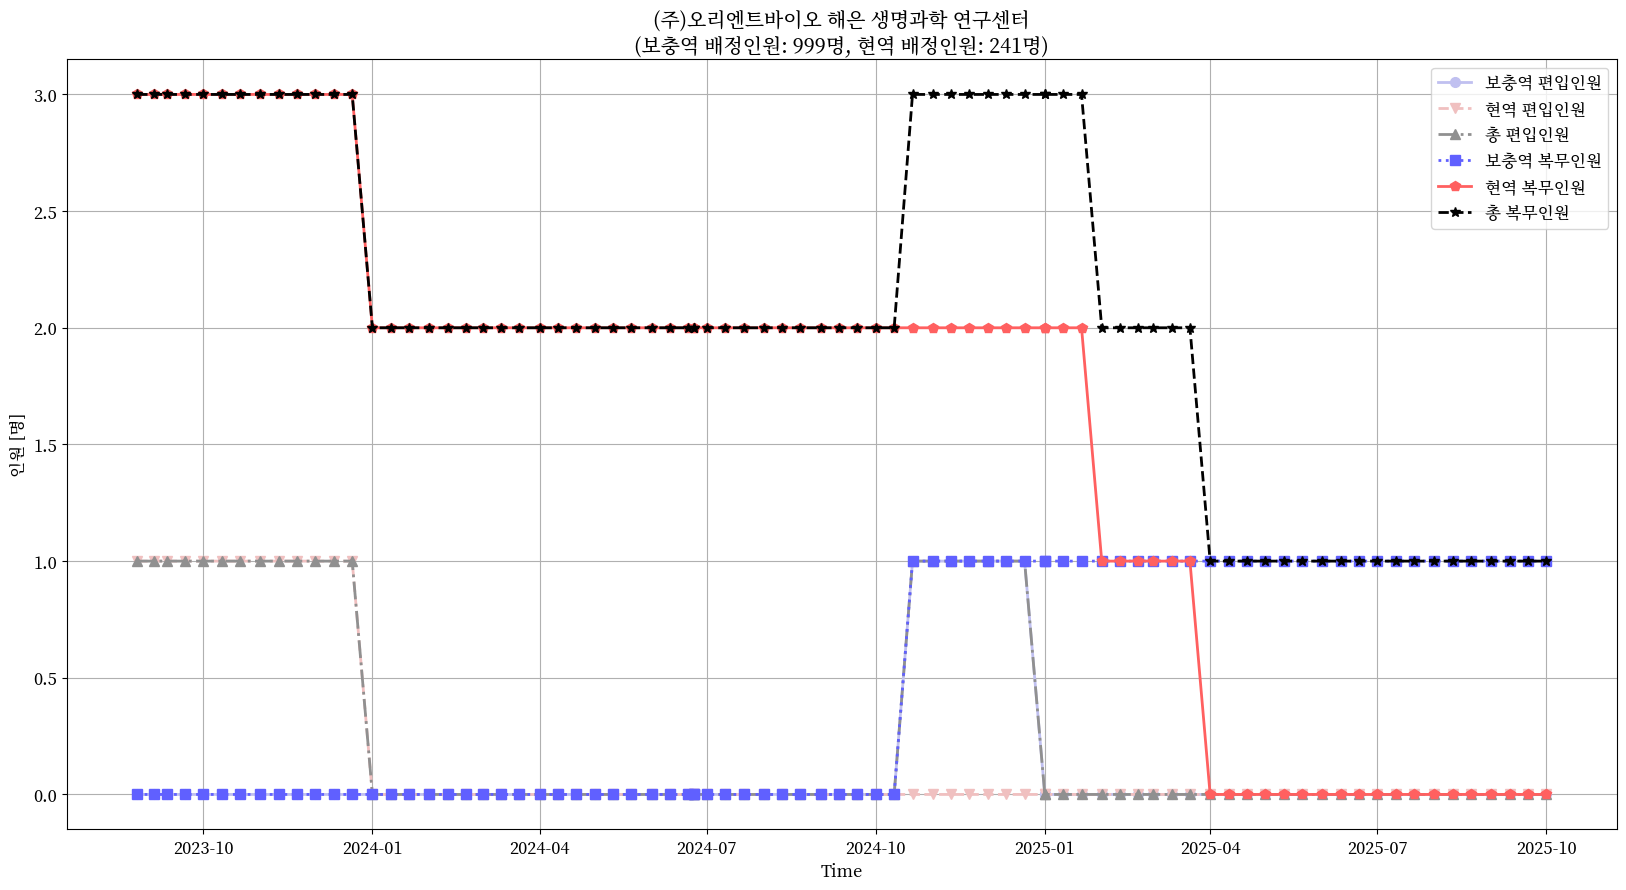 (주)오리엔트바이오 해은 생명과학 연구센터
(보충역 배정인원: 999명, 현역 배정인원: 241명)
보충역 편입인원
현역 편입인원
총 편입인원
보충역 복무인원
현역 복무인원
총 복무인원
인원 [명]
3.0
2.5
2.0
1.5
1.0
0.5
0.0
2023-10 2024-01 2024-04 2024-07 2024-10 2025-01 2025-04 2025-07 2025-10
Time